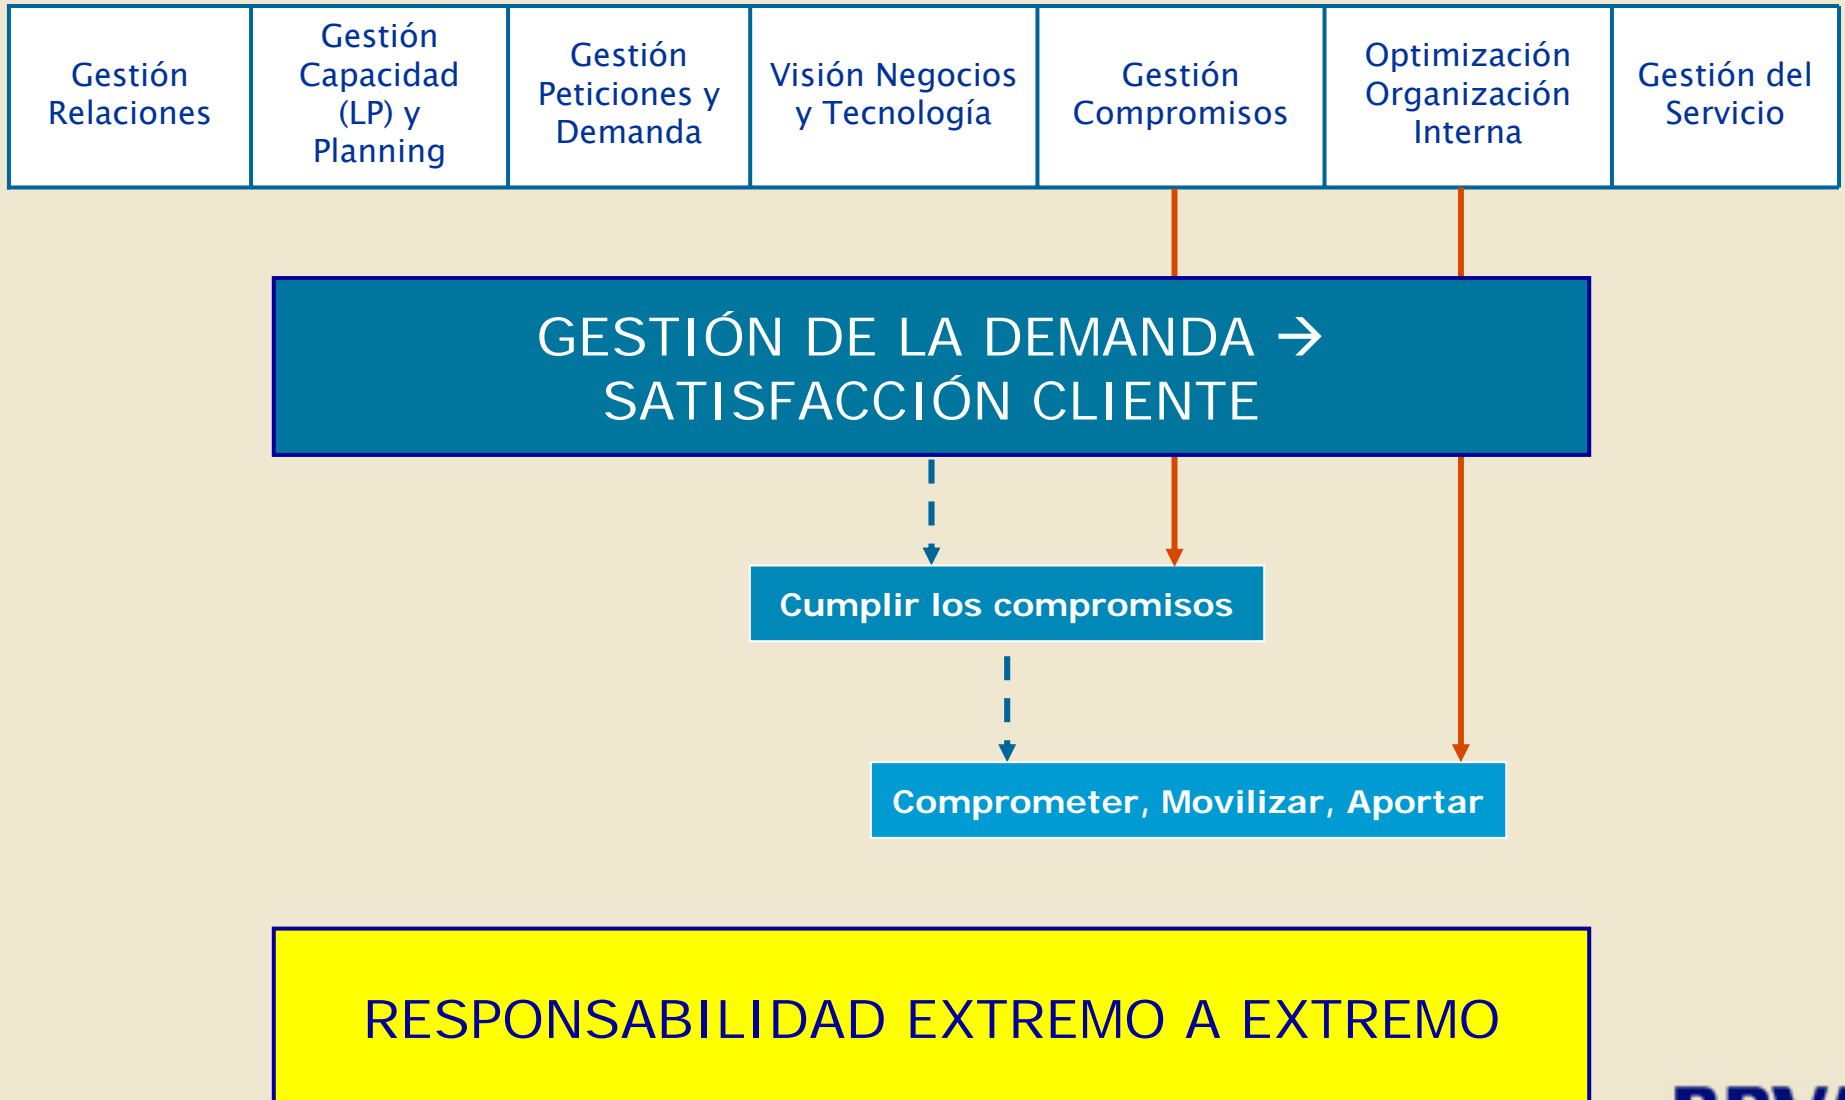 Gestión
Relaciones
Gestión
Capacidad
(LP) y
Planning
Gestión
Peticiones y
Demanda
Visión Negocios
y Tecnología
Gestión
Compromisos
Optimización
Organización
Interna
Gestión del
Servicio
GESTIÓN DE LA DEMANDA →
SATISFACCIÓN CLIENTE
Cumplir los compromisos
Comprometer, Movilizar, Aportar
RESPONSABILIDAD EXTREMO A EXTREMO